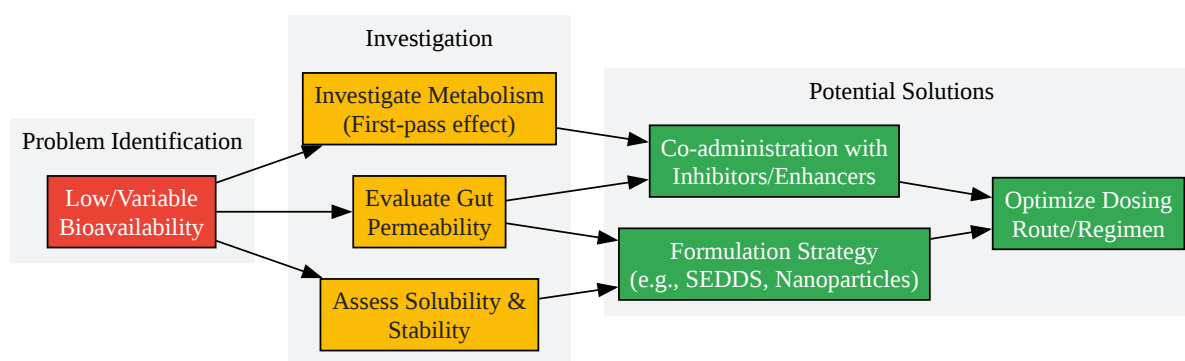 Problem Identification
Low/Variable
Bioavailability
Investigation
Investigate Metabolism
(First-pass effect)
Evaluate Gut
Permeability
Assess Solubility &
Stability
Potential Solutions
Co-administration with
Inhibitors/Enhancers
Formulation Strategy
(e.g., SEDDS, Nanoparticles)
Optimize Dosing
Route/Regimen